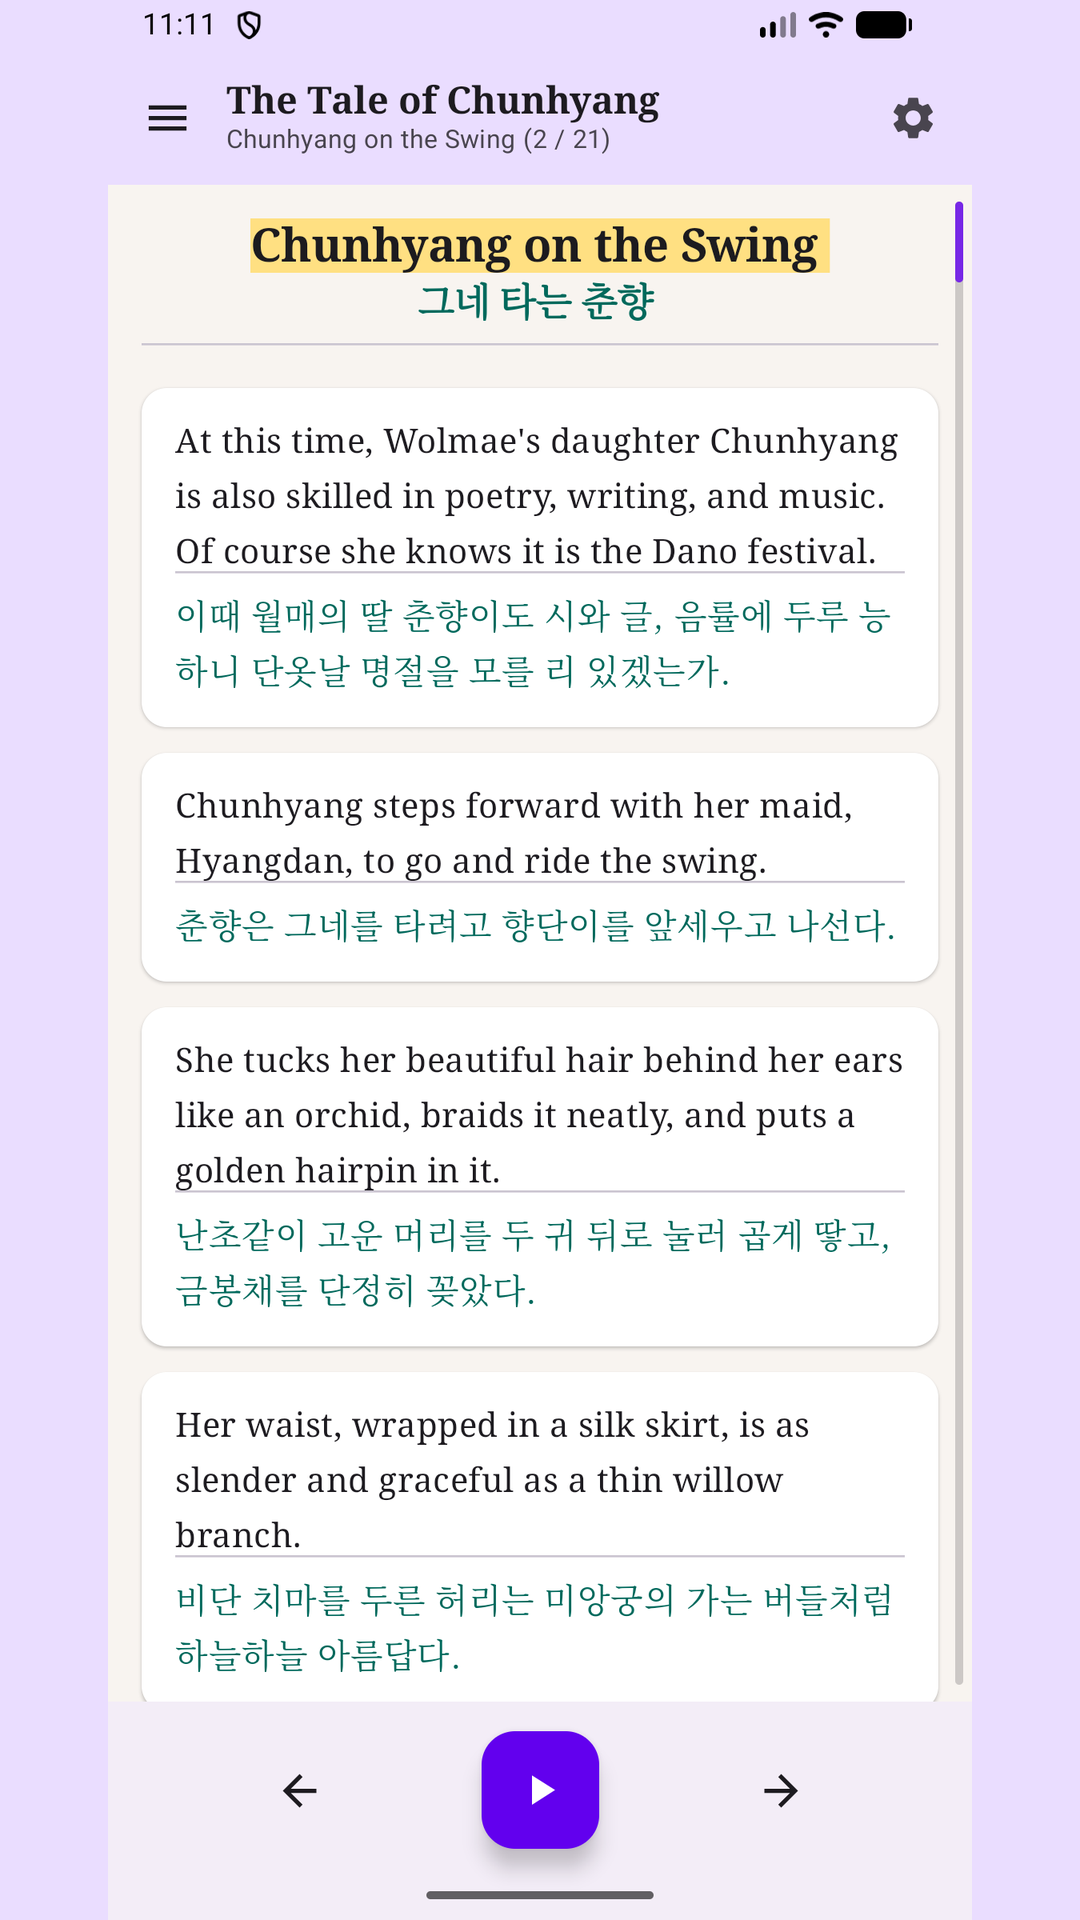 11:11
The Tale of Chunhyang
Chunhyang on the Swing (2 / 21)
Chunhyang on the Swing
그네 타는 춘향
At this time, Wolmae's daughter Chunhyang
is also skilled in poetry, writing, and music.
Of course she knows it is the Dano festival.
이때 월매의 딸 춘향이도 시와 글, 음률에 두루 능
하니 단옷날 명절을 모를 리 있겠는가.
Chunhyang steps forward with her maid,
Hyangdan, to go and ride the swing.
춘향은 그네를 타려고 향단이를 앞세우고 나선다.
She tucks her beautiful hair behind her ears
like an orchid, braids it neatly, and puts a
golden hairpin in it.
난초같이 고운 머리를 두 귀 뒤로 눌러 곱게 땋고,
금봉채를 단정히 꽂았다.
Her waist, wrapped in a silk skirt, is as
slender and graceful as a thin willow
branch.
비단 치마를 두른 허리는 미앙궁의 가는 버들처럼
하늘하늘 아름답다.